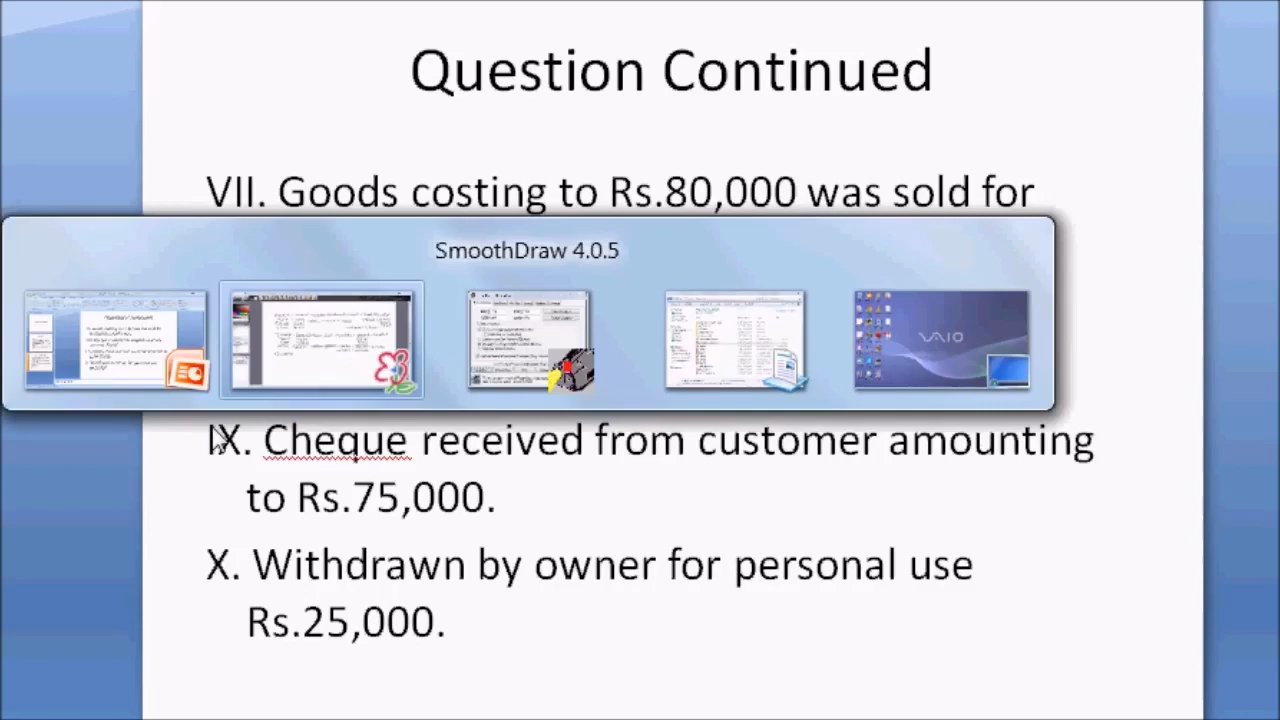 Question Continued
VII. Goods costing to Rs.80,000 was sold for
SmoothDraw 4.0.5
VAIO
IX. Cheque received from customer amounting
to Rs.75,000.
X. Withdrawn by owner for personal use
Rs.25,000.